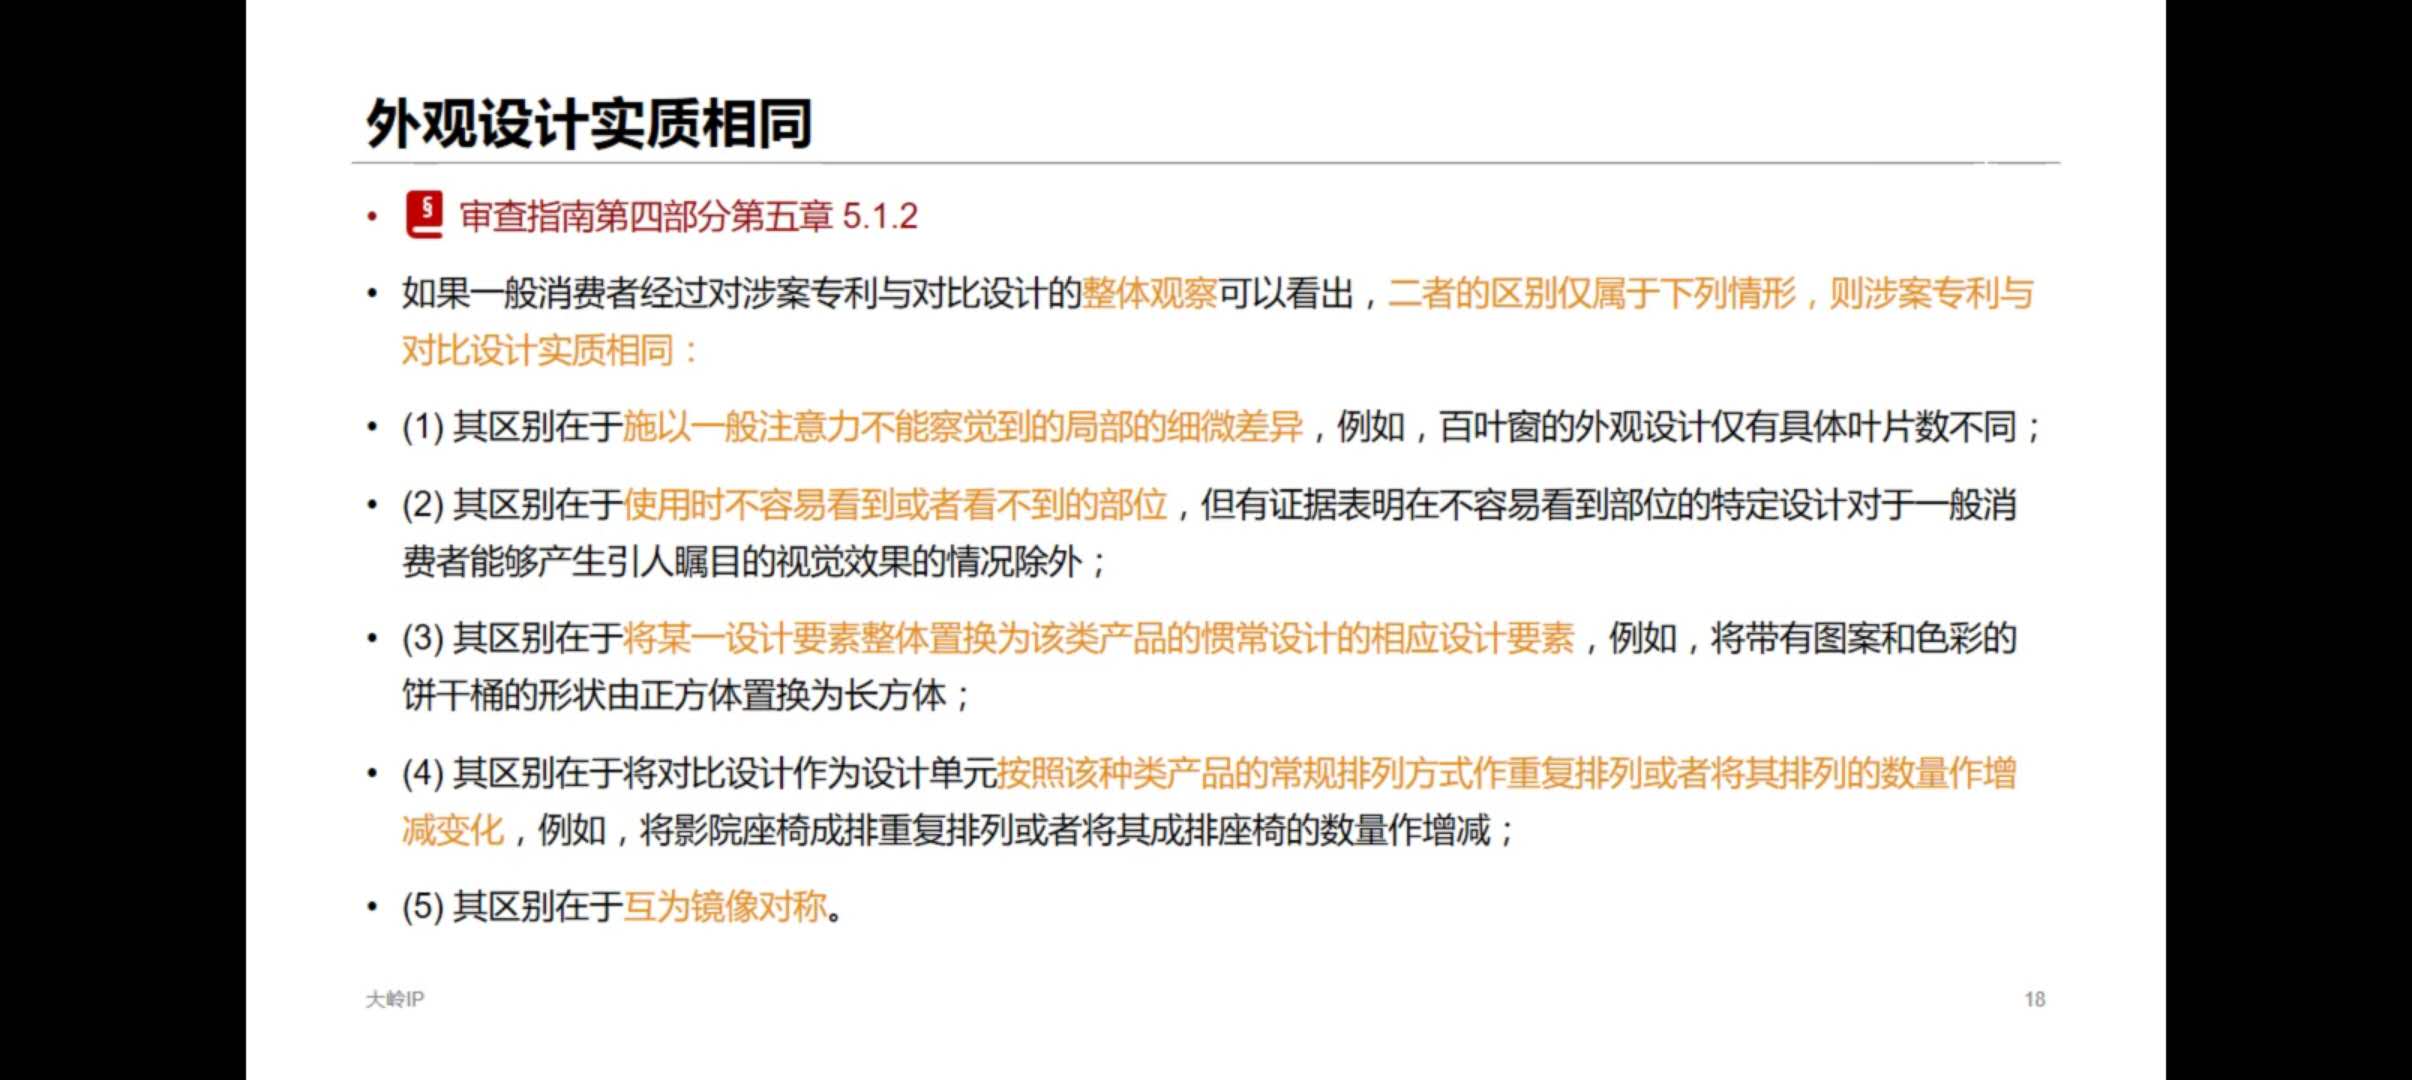 外观设计实质相同
• § 审查指南第四部分第五章 5.1.2
• 如果一般消费者经过对涉案专利与对比设计的整体观察可以看出，二者的区别仅属于下列情形，则涉案专利与
对比设计实质相同：
• (1) 其区别在于施以一般注意力不能察觉到的局部的细微差异，例如，百叶窗的外观设计仅有具体叶片数不同；
• (2) 其区别在于使用时不容易看到或者看不到的部位，但有证据表明在不容易看到部位的特定设计对于一般消
费者能够产生引人瞩目的视觉效果的情况除外；
• (3) 其区别在于将某一设计要素整体置换为该类产品的惯常设计的相应设计要素，例如，将带有图案和色彩的
饼干桶的形状由正方体置换为长方体；
• (4) 其区别在于将对比设计作为设计单元按照该种类产品的常规排列方式作重复排列或者将其排列的数量作增
减变化，例如，将影院座椅成排重复排列或者将其成排座椅的数量作增减；
• (5) 其区别在于互为镜像对称。
大岭IP
18